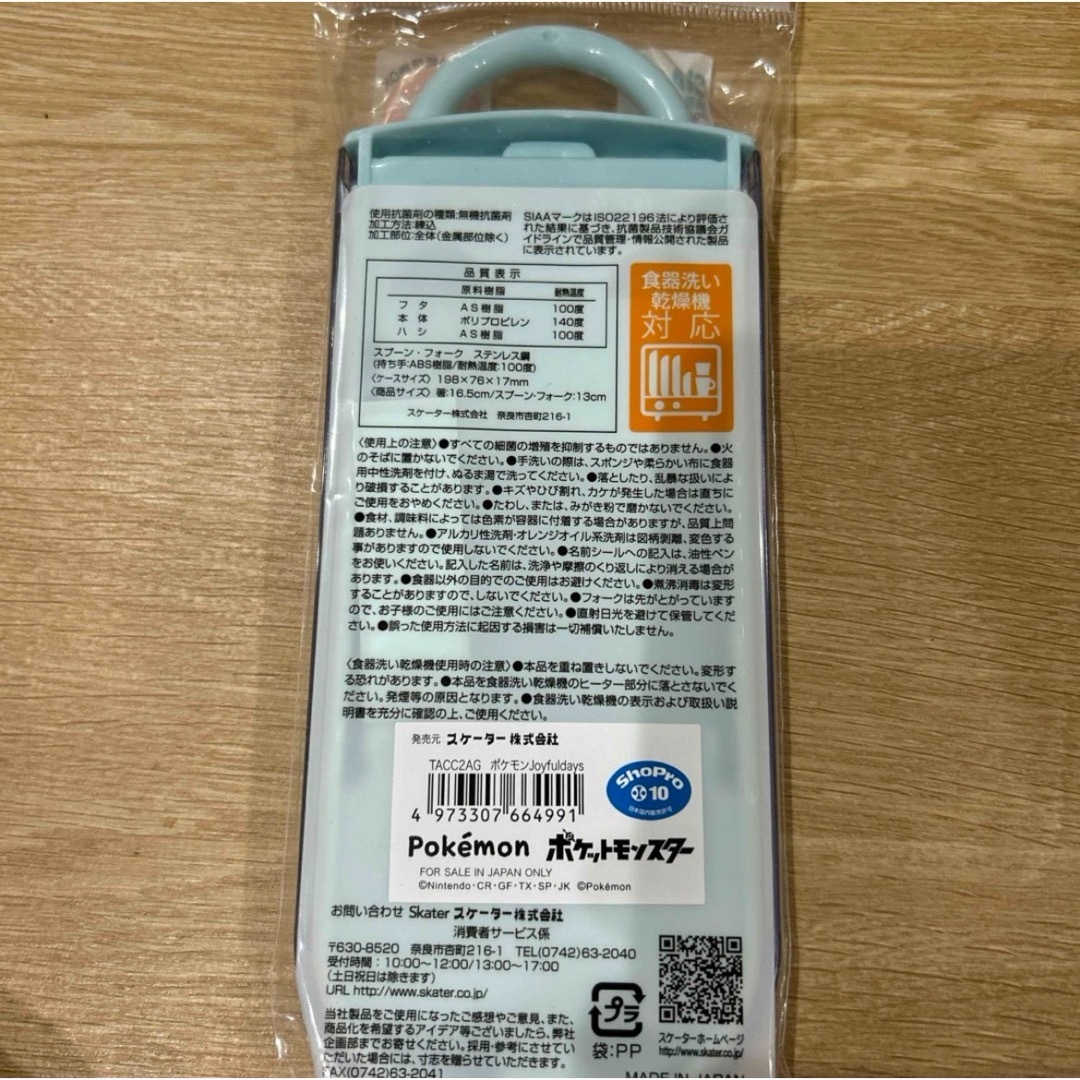 使用抗菌剤の種類:無機抗菌剤
加工方法:練込
加工部位:全体(金属部位除く)
SIAAマークはISO22196法により評価さ
れた結果に基づき、抗菌製品技術協議会ガ
イドラインで品質管理・情報公開された製品
に表示されています。
品質表示
原料樹脂 耐熱温度
フタ AS樹脂 100度
本体 ポリプロピレン 140度
ハシ AS樹脂 100度
スプーン・フォーク ステンレス鋼
(持ち手:ABS樹脂/耐熱温度:100度)
〈ケースサイズ〉198×76×17mm
〈商品サイズ〉箸:16.5cm/スプーン・フォーク:13cm
スケーター株式会社 奈良市杏町216-1
食器洗い
乾燥機
対応
〈使用上の注意〉●すべての細菌の増殖を抑制するものではありません。●火
のそばに置かないでください。●手洗いの際は、スポンジや柔らかい布に食器
用中性洗剤を付け、ぬるま湯で洗ってください。●落としたり、乱暴な扱いによ
り破損することがあります。●キズやひび割れ、カケが発生した場合は直ちに
ご使用をおやめください。●たわし、または、みがき粉で磨かないでください。
●食材、調味料によっては色素が容器に付着する場合がありますが、品質上問
題ありません。●アルカリ性洗剤・オレンジオイル系洗剤は図柄剥離、変色する
事がありますので使用しないでください。●名前シールへの記入は、油性ペン
をお使いください。記入した名前は、洗浄や摩擦のくり返しにより消える場合が
あります。●食器以外の目的でのご使用はお避けください。●煮沸消毒は変形
することがありますので、しないでください。●フォークは先がとがっています
ので、お子様のご使用にはご注意ください。●直射日光を避けて保管してくだ
さい。●誤った使用方法に起因する損害は一切補償いたしません。
〈食器洗い乾燥機使用時の注意〉●本品を重ね置きしないでください。変形す
る恐れがあります。●本品を食器洗い乾燥機のヒーター部分に落とさないでく
ださい。発煙等の原因となります。●食器洗い乾燥機の表示および取扱い説
明書を充分に確認の上、ご使用ください。
発売元 スケーター株式会社
TACC2AG ポケモンJoyfuldays
4 973307 664991
ShoPro
10
日本国内販売許可
Pokémon ポケットモンスター
FOR SALE IN JAPAN ONLY
©Nintendo・CR・GF・TX・SP・JK ©Pokémon
お問い合わせ Skater スケーター株式会社
消費者サービス係
〒630-8520 奈良市杏町216-1 TEL(0742)63-2040
受付時間:10:00〜12:00/13:00〜17:00
(土日祝日は除きます)
URL http://www.skater.co.jp/
当社製品をご使用になったご感想やご意見、また、
商品化を希望するアイデア等ございましたら、弊社
企画部までお寄せください。採用・参考にさせてい
ただいた場合には、寸志を贈らせていただきます。
FAX(0742)63-2041
プラ
袋:PP
スケーターホームページ
http://www.skater.co.jp/
MADE IN JAPAN